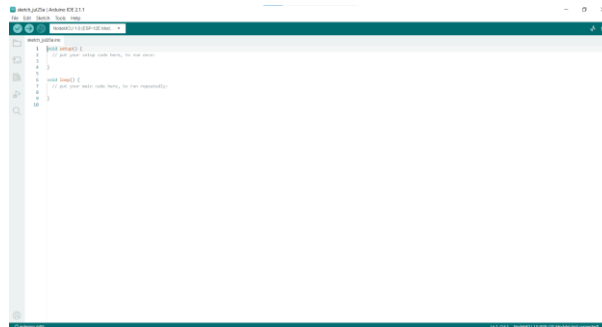 sketch_jul25a | Arduino IDE 2.1.1
File Edit Sketch Tools Help
sketch_jul25a.ino
1 void setup() {
2 // put your setup code here, to run once:
3
4 }
5
6 void loop() {
7 // put your main code here, to run repeatedly:
8
9 }
10